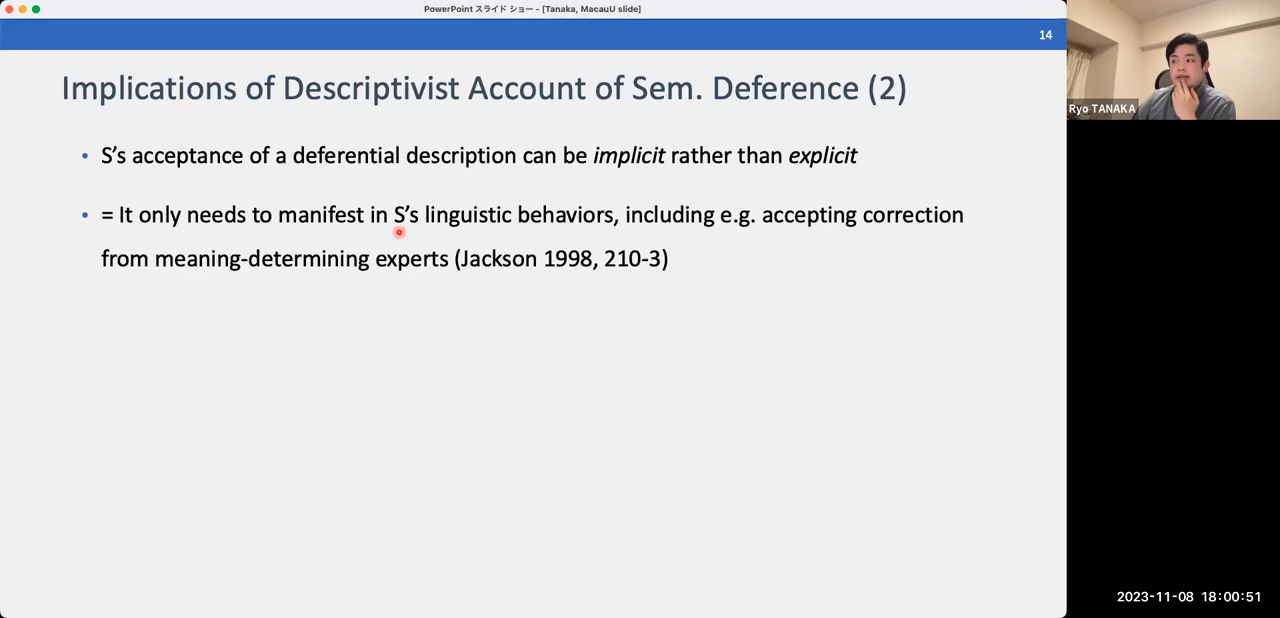 PowerPoint スライド ショー - [Tanaka, MacauU slide]
14
Implications of Descriptivist Account of Sem. Deference (2)
• S's acceptance of a deferential description can be implicit rather than explicit
• = It only needs to manifest in S's linguistic behaviors, including e.g. accepting correction
from meaning-determining experts (Jackson 1998, 210-3)
Ryo TANAKA
2023-11-08 18:00:51